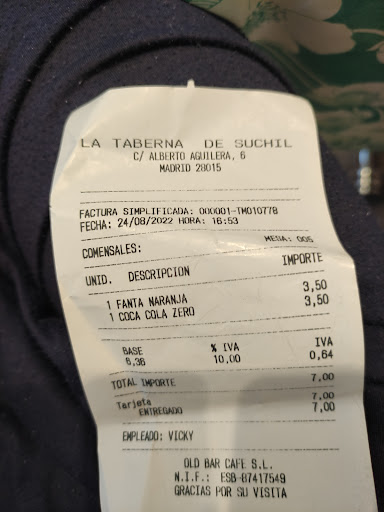 LA TABERNA DE SUCHIL
C/ ALBERTO AGUILERA, 6
MADRID 28015
FACTURA SIMPLIFICADA: 000001-TM010778
FECHA: 24/08/2022 HORA: 16:53
COMENSALES: MESA: 005
UNID. DESCRIPCION IMPORTE
1 FANTA NARANJA 3,50
1 COCA COLA ZERO 3,50
BASE % IVA IVA
6,36 10,00 0,64
TOTAL IMPORTE 7,00
Tarjeta 7,00
ENTREGADO 7,00
EMPLEADO: VICKY
OLD BAR CAFE S.L.
N.I.F.: ESB-87417549
GRACIAS POR SU VISITA